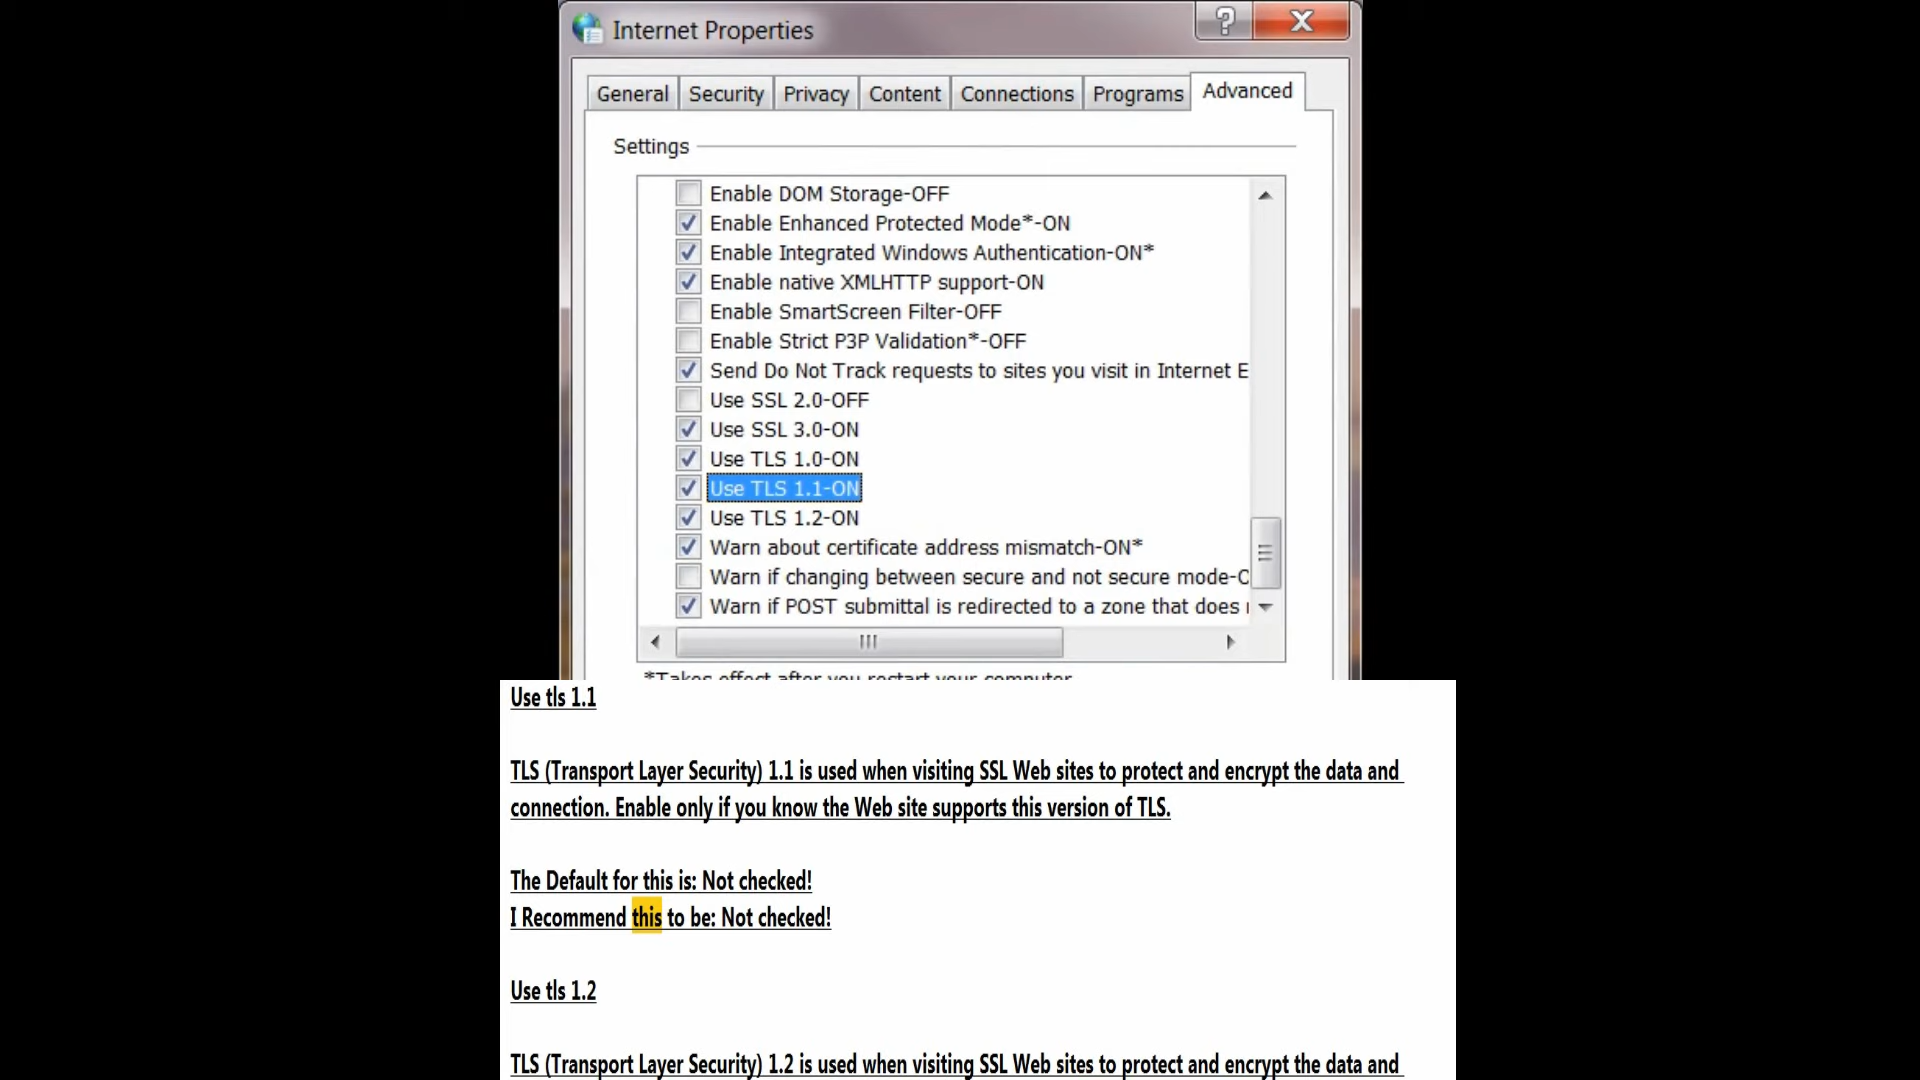 Internet Properties
General Security Privacy Content Connections Programs Advanced
Settings
Enable DOM Storage-OFF
Enable Enhanced Protected Mode*-ON
Enable Integrated Windows Authentication-ON*
Enable native XMLHTTP support-ON
Enable SmartScreen Filter-OFF
Enable Strict P3P Validation*-OFF
Send Do Not Track requests to sites you visit in Internet E
Use SSL 2.0-OFF
Use SSL 3.0-ON
Use TLS 1.0-ON
Use TLS 1.1-ON
Use TLS 1.2-ON
Warn about certificate address mismatch-ON*
Warn if changing between secure and not secure mode-O
Warn if POST submittal is redirected to a zone that does
*Takes effect after you restart your computer
Use tls 1.1
TLS (Transport Layer Security) 1.1 is used when visiting SSL Web sites to protect and encrypt the data and
connection. Enable only if you know the Web site supports this version of TLS.
The Default for this is: Not checked!
I Recommend this to be: Not checked!
Use tls 1.2
TLS (Transport Layer Security) 1.2 is used when visiting SSL Web sites to protect and encrypt the data and